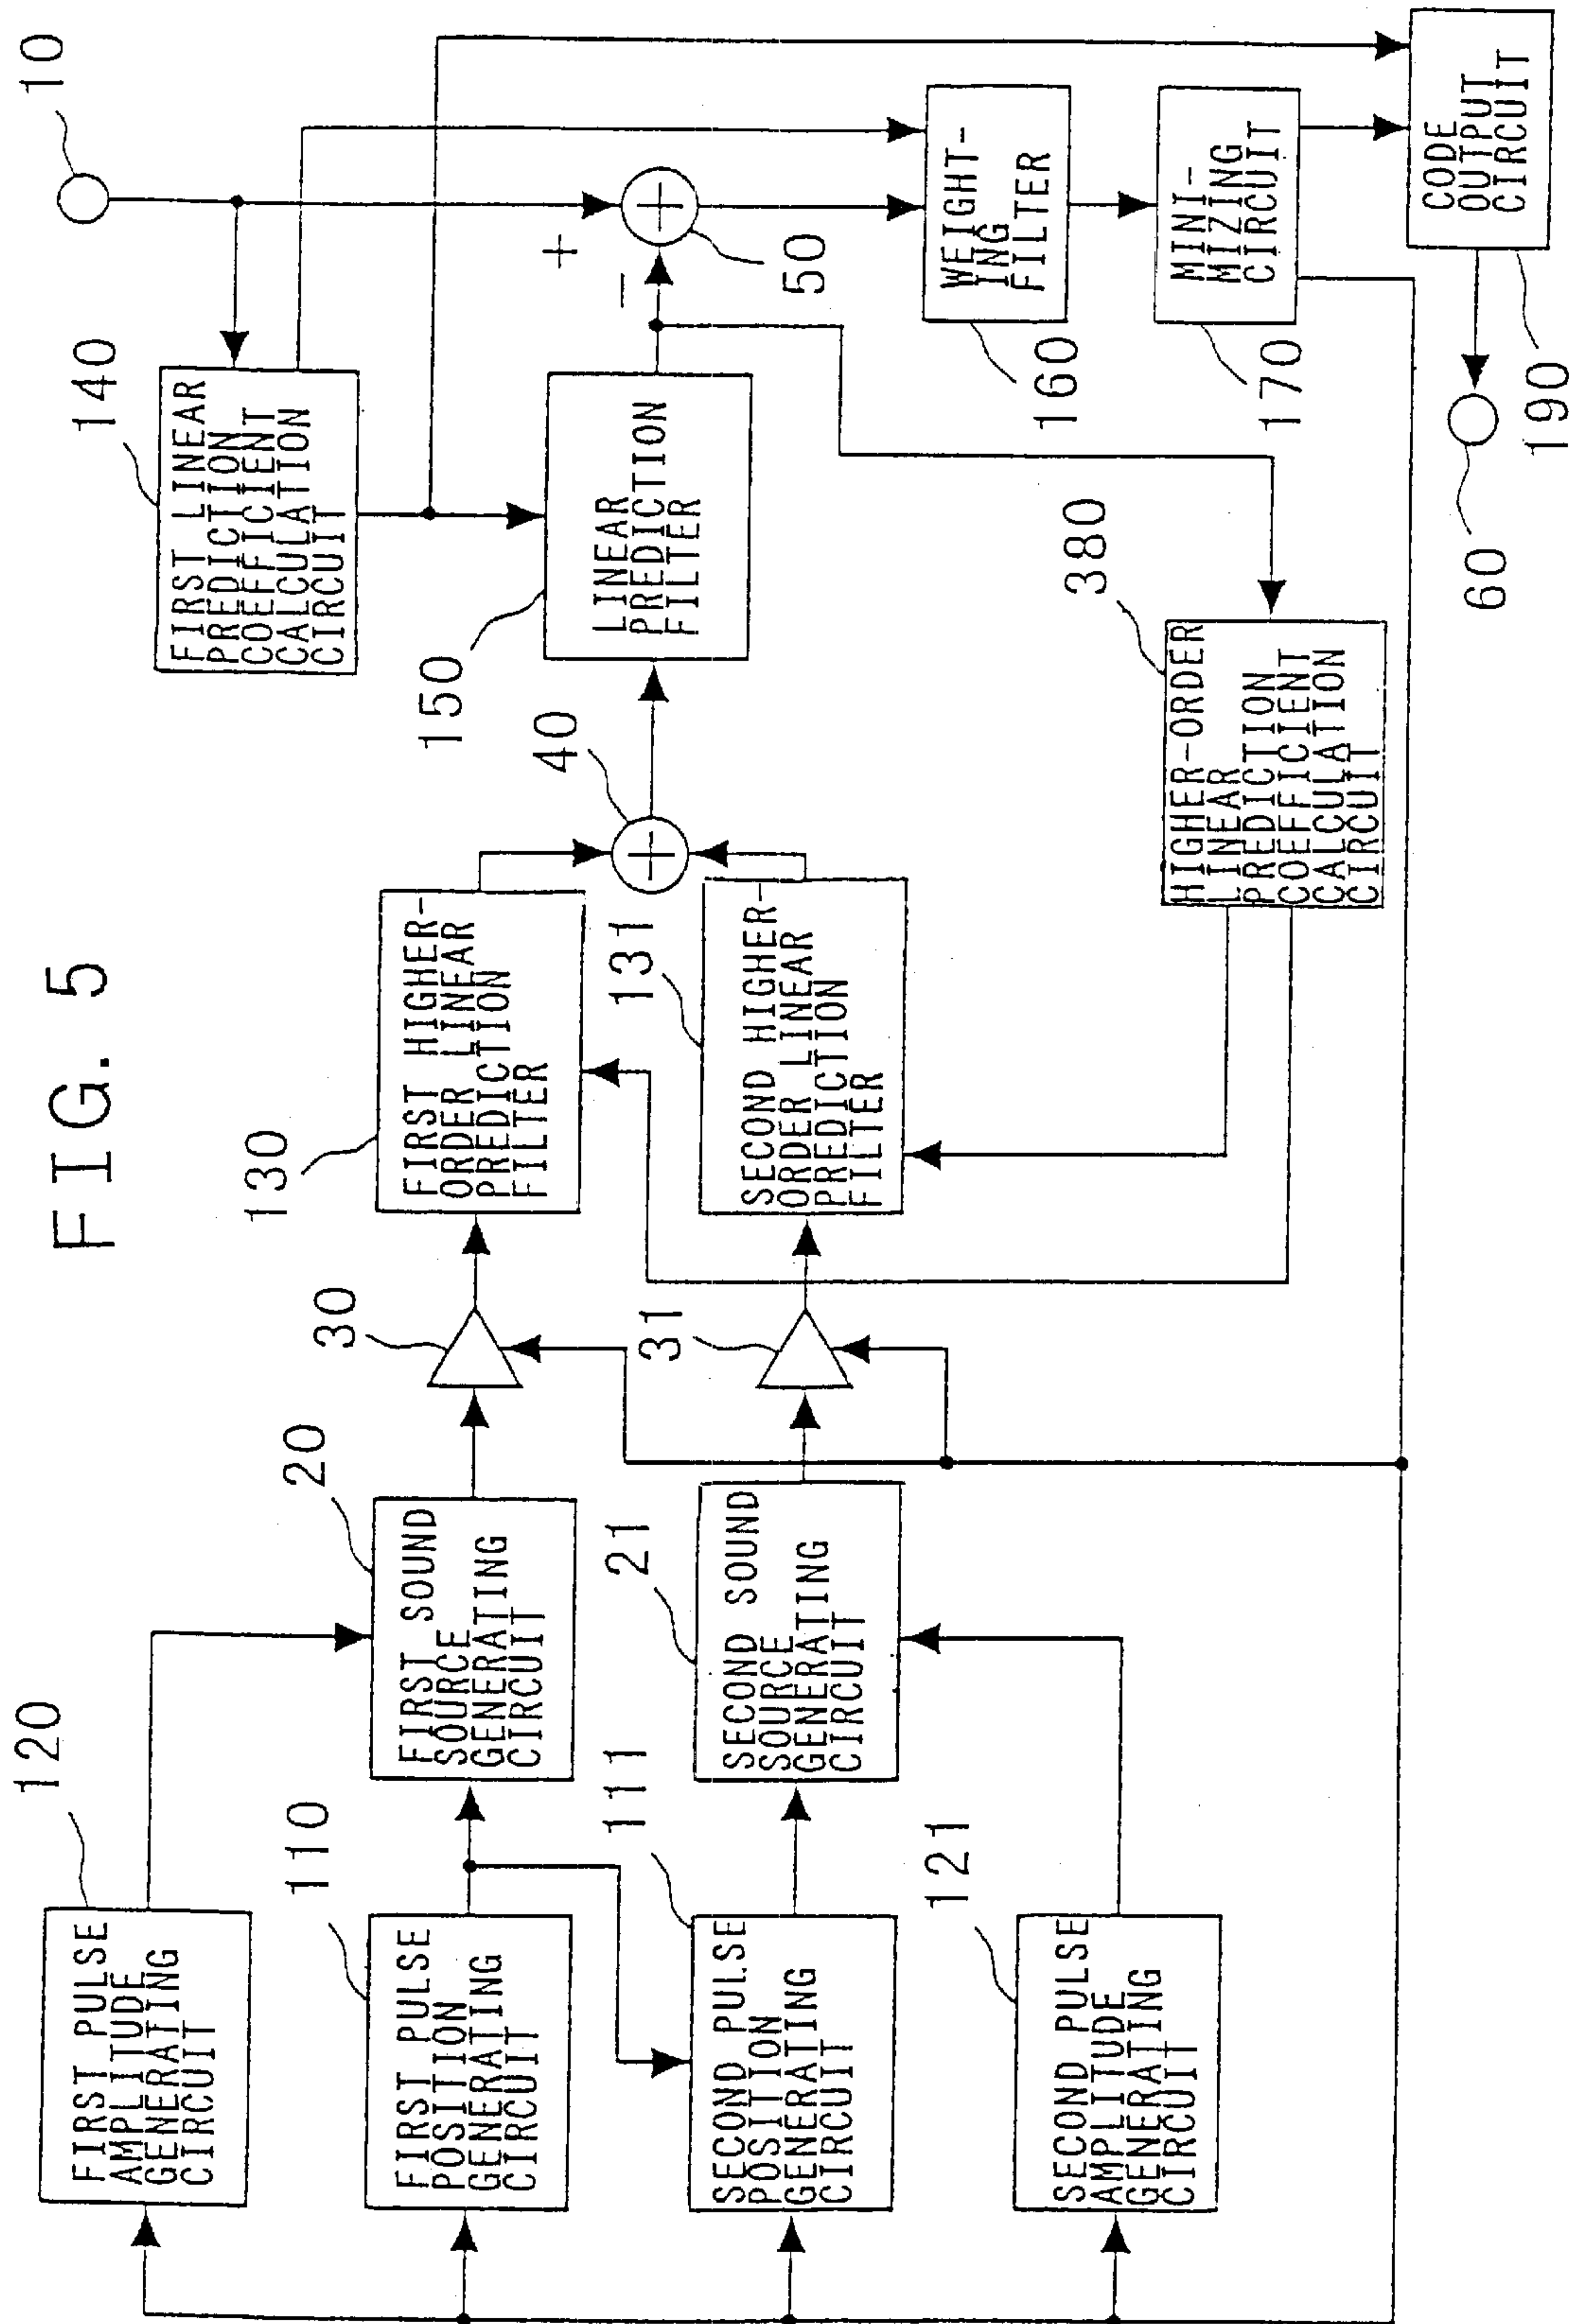 FIG. 5
120
FIRST PULSE
AMPLITUDE
GENERATING
CIRCUIT
110
FIRST PULSE
POSITION
GENERATING
CIRCUIT
111
SECOND PULSE
POSITION
GENERATING
CIRCUIT
121
SECOND PULSE
AMPLITUDE
GENERATING
CIRCUIT
20
FIRST SOUND
SOURCE
GENERATING
CIRCUIT
21
SECOND SOUND
SOURCE
GENERATING
CIRCUIT
30
31
130
FIRST HIGHER-
ORDER LINEAR
PREDICTION
FILTER
131
SECOND HIGHER-
ORDER LINEAR
PREDICTION
FILTER
40
140
FIRST LINEAR
PREDICTION
COEFFICIENT
CALCULATION
CIRCUIT
150
LINEAR
PREDICTION
FILTER
380
HIGHER-ORDER
LINEAR
PREDICTION
COEFFICIENT
CALCULATION
CIRCUIT
10
+
−
+
+
50
WEIGHT-
ING
FILTER
160
MINI-
MIZING
CIRCUIT
170
CODE
OUTPUT
CIRCUIT
190
60